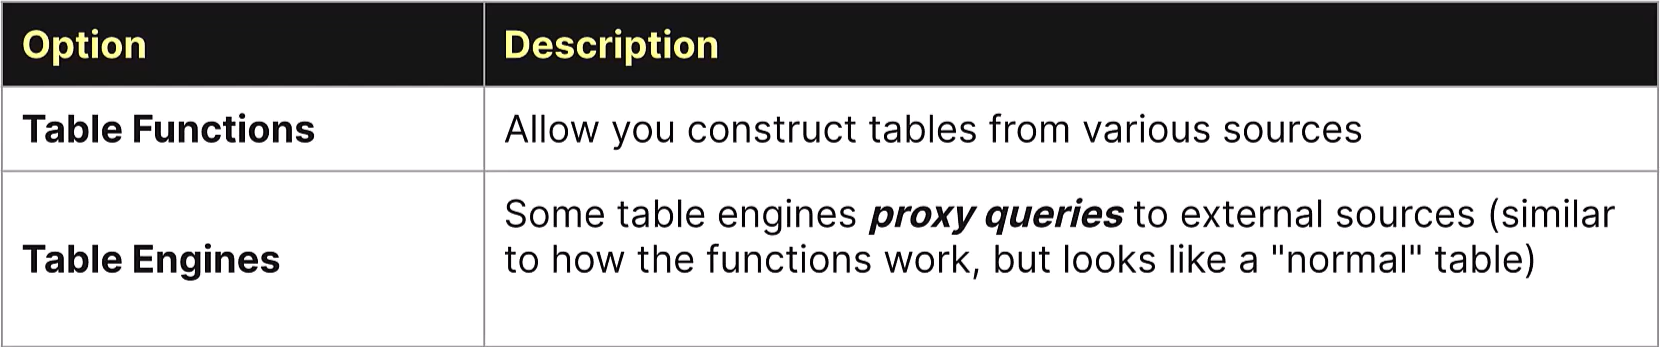 Option
Description
Table Functions
Allow you construct tables from various sources
Table Engines
Some table engines proxy queries to external sources (similar
to how the functions work, but looks like a "normal" table)